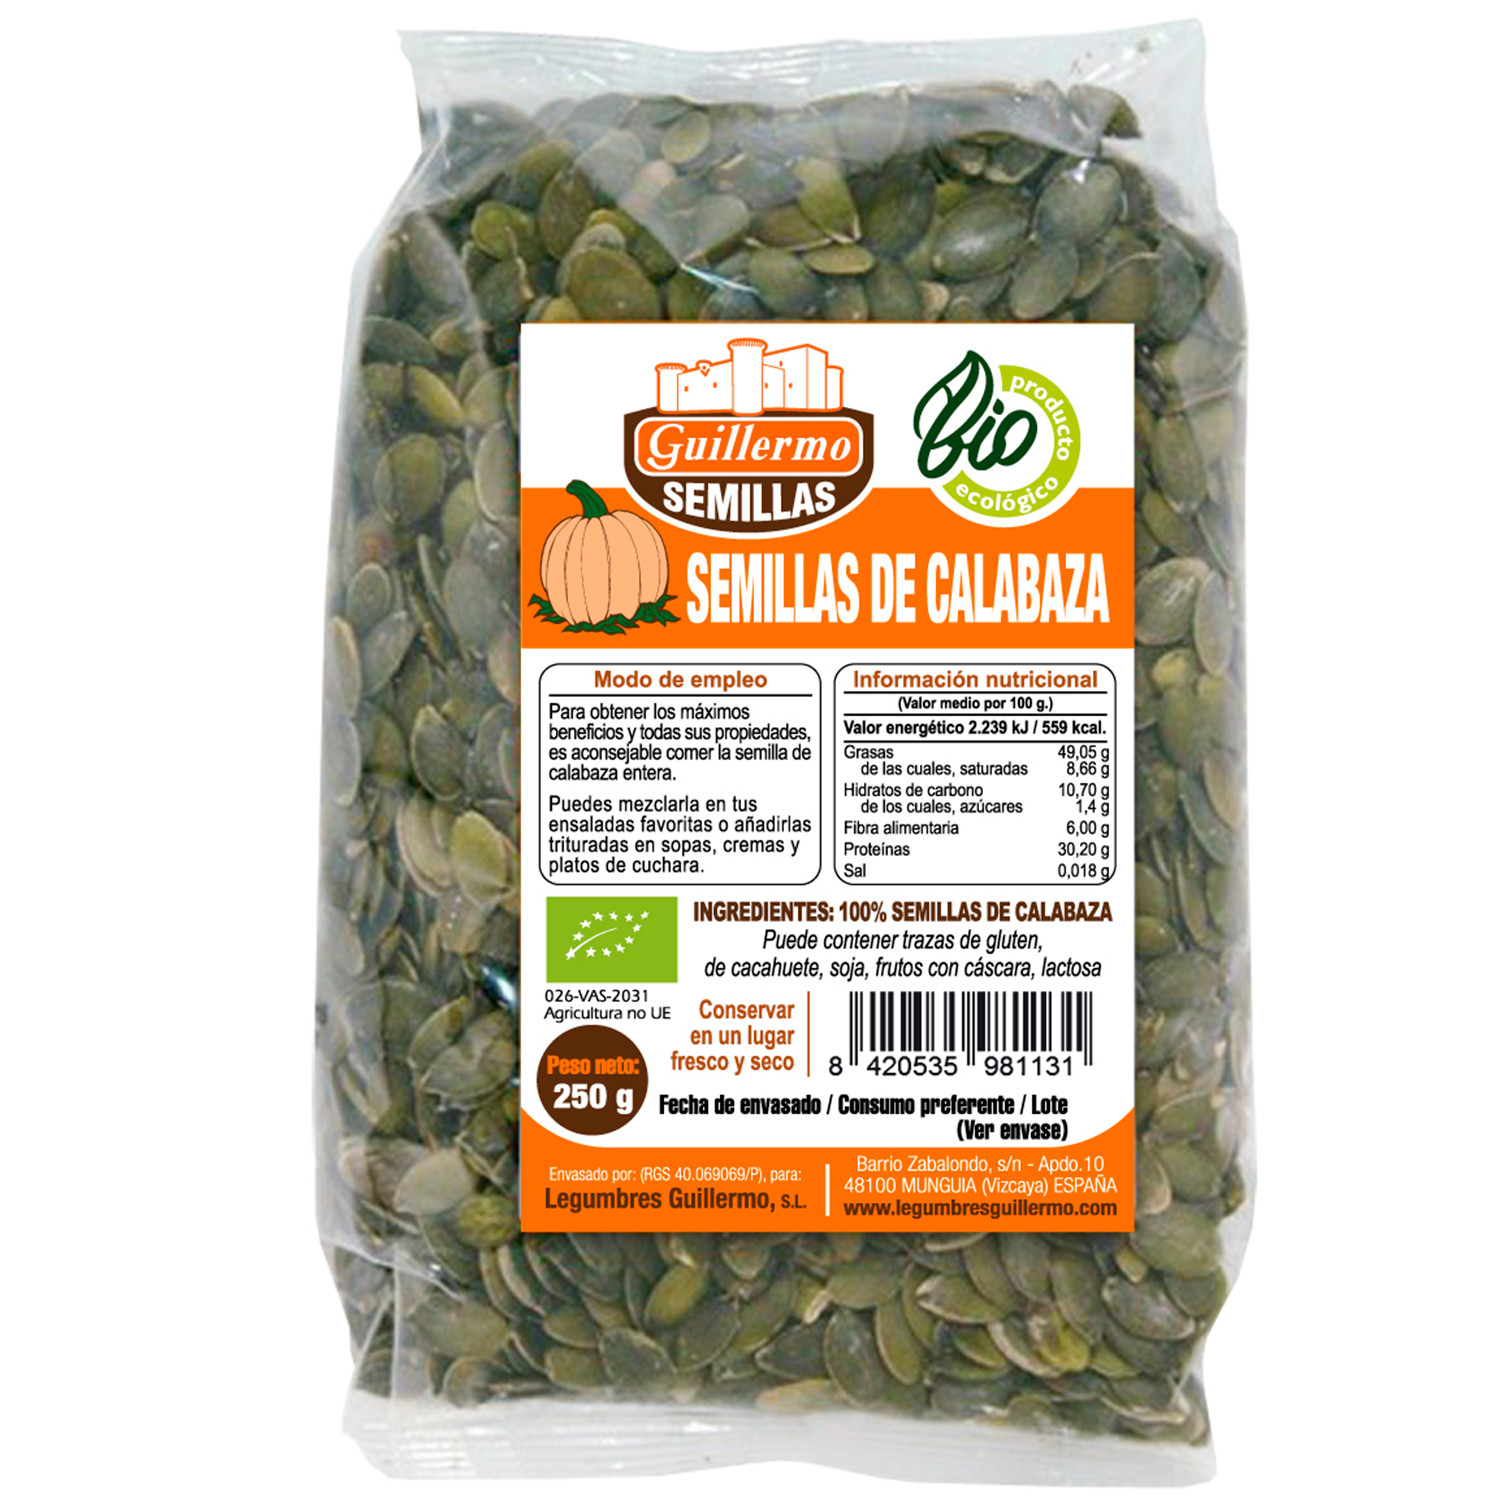 Guillermo
SEMILLAS
Bio
producto
ecológico
SEMILLAS DE CALABAZA
Modo de empleo
Para obtener los máximos
beneficios y todas sus propiedades,
es aconsejable comer la semilla de
calabaza entera.
Puedes mezclarla en tus
ensaladas favoritas o añadirlas
trituradas en sopas, cremas y
platos de cuchara.
Información nutricional
(Valor medio por 100 g.)
Valor energético 2.239 kJ / 559 kcal.
Grasas 49,05 g
de las cuales, saturadas 8,66 g
Hidratos de carbono 10,70 g
de los cuales, azúcares 1,4 g
Fibra alimentaria 6,00 g
Proteínas 30,20 g
Sal 0,018 g
INGREDIENTES: 100% SEMILLAS DE CALABAZA
Puede contener trazas de gluten,
de cacahuete, soja, frutos con cáscara, lactosa
026-VAS-2031
Agricultura no UE
Conservar
en un lugar
fresco y seco
8 420535 981131
Peso neto:
250 g
Fecha de envasado / Consumo preferente / Lote
(Ver envase)
Envasado por: (RGS 40.069069/P), para:
Legumbres Guillermo, S.L.
Barrio Zabalondo, s/n - Apdo.10
48100 MUNGUIA (Vizcaya) ESPAÑA
www.legumbresguillermo.com